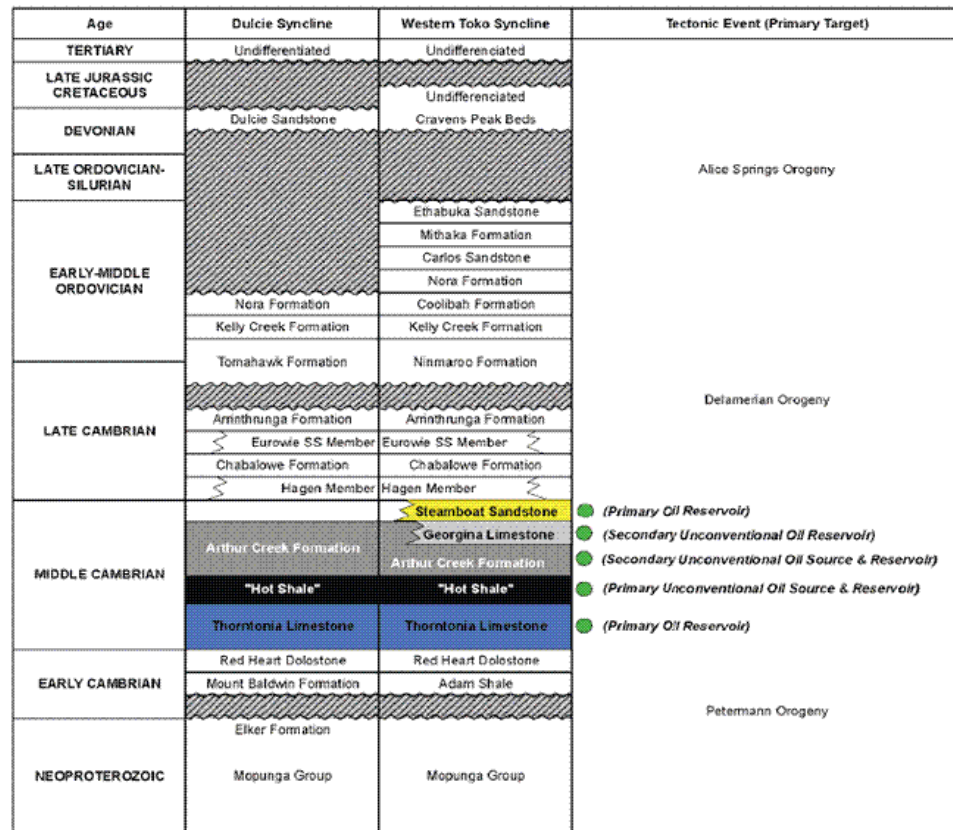 Age Dulcie Syncline Western Toko Syncline Tectonic Event (Primary Target)
TERTIARY Undifferentiated Undifferenciated
LATE JURASSIC
CRETACEOUS
Undifferenciated
DEVONIAN Dulcie Sandstone Cravens Peak Beds
LATE ORDOVICIAN-
SILURIAN
Alice Springs Orogeny
Ethabuka Sandstone
Mithaka Formation
Carlos Sandstone
EARLY-MIDDLE
ORDOVICIAN
Nora Formation
Nora Formation Coolibah Formation
Kelly Creek Formation Kelly Creek Formation
Tomahawk Formation Ninmaroo Formation
Delamerian Orogeny
LATE CAMBRIAN
Arrinthrunga Formation Arrinthrunga Formation
Eurowie SS Member Eurowie SS Member
Chabalowe Formation Chabalowe Formation
Hagen Member Hagen Member
Steamboat Sandstone (Primary Oil Reservoir)
Georgina Limestone (Secondary Unconventional Oil Reservoir)
Arthur Creek Formation
Arthur Creek Formation (Secondary Unconventional Oil Source & Reservoir)
MIDDLE CAMBRIAN
"Hot Shale" "Hot Shale" (Primary Unconventional Oil Source & Reservoir)
Thorntonia Limestone Thorntonia Limestone (Primary Oil Reservoir)
Red Heart Dolostone Red Heart Dolostone
EARLY CAMBRIAN Mount Baldwin Formation Adam Shale
Petermann Orogeny
Elker Formation
NEOPROTEROZOIC Mopunga Group Mopunga Group